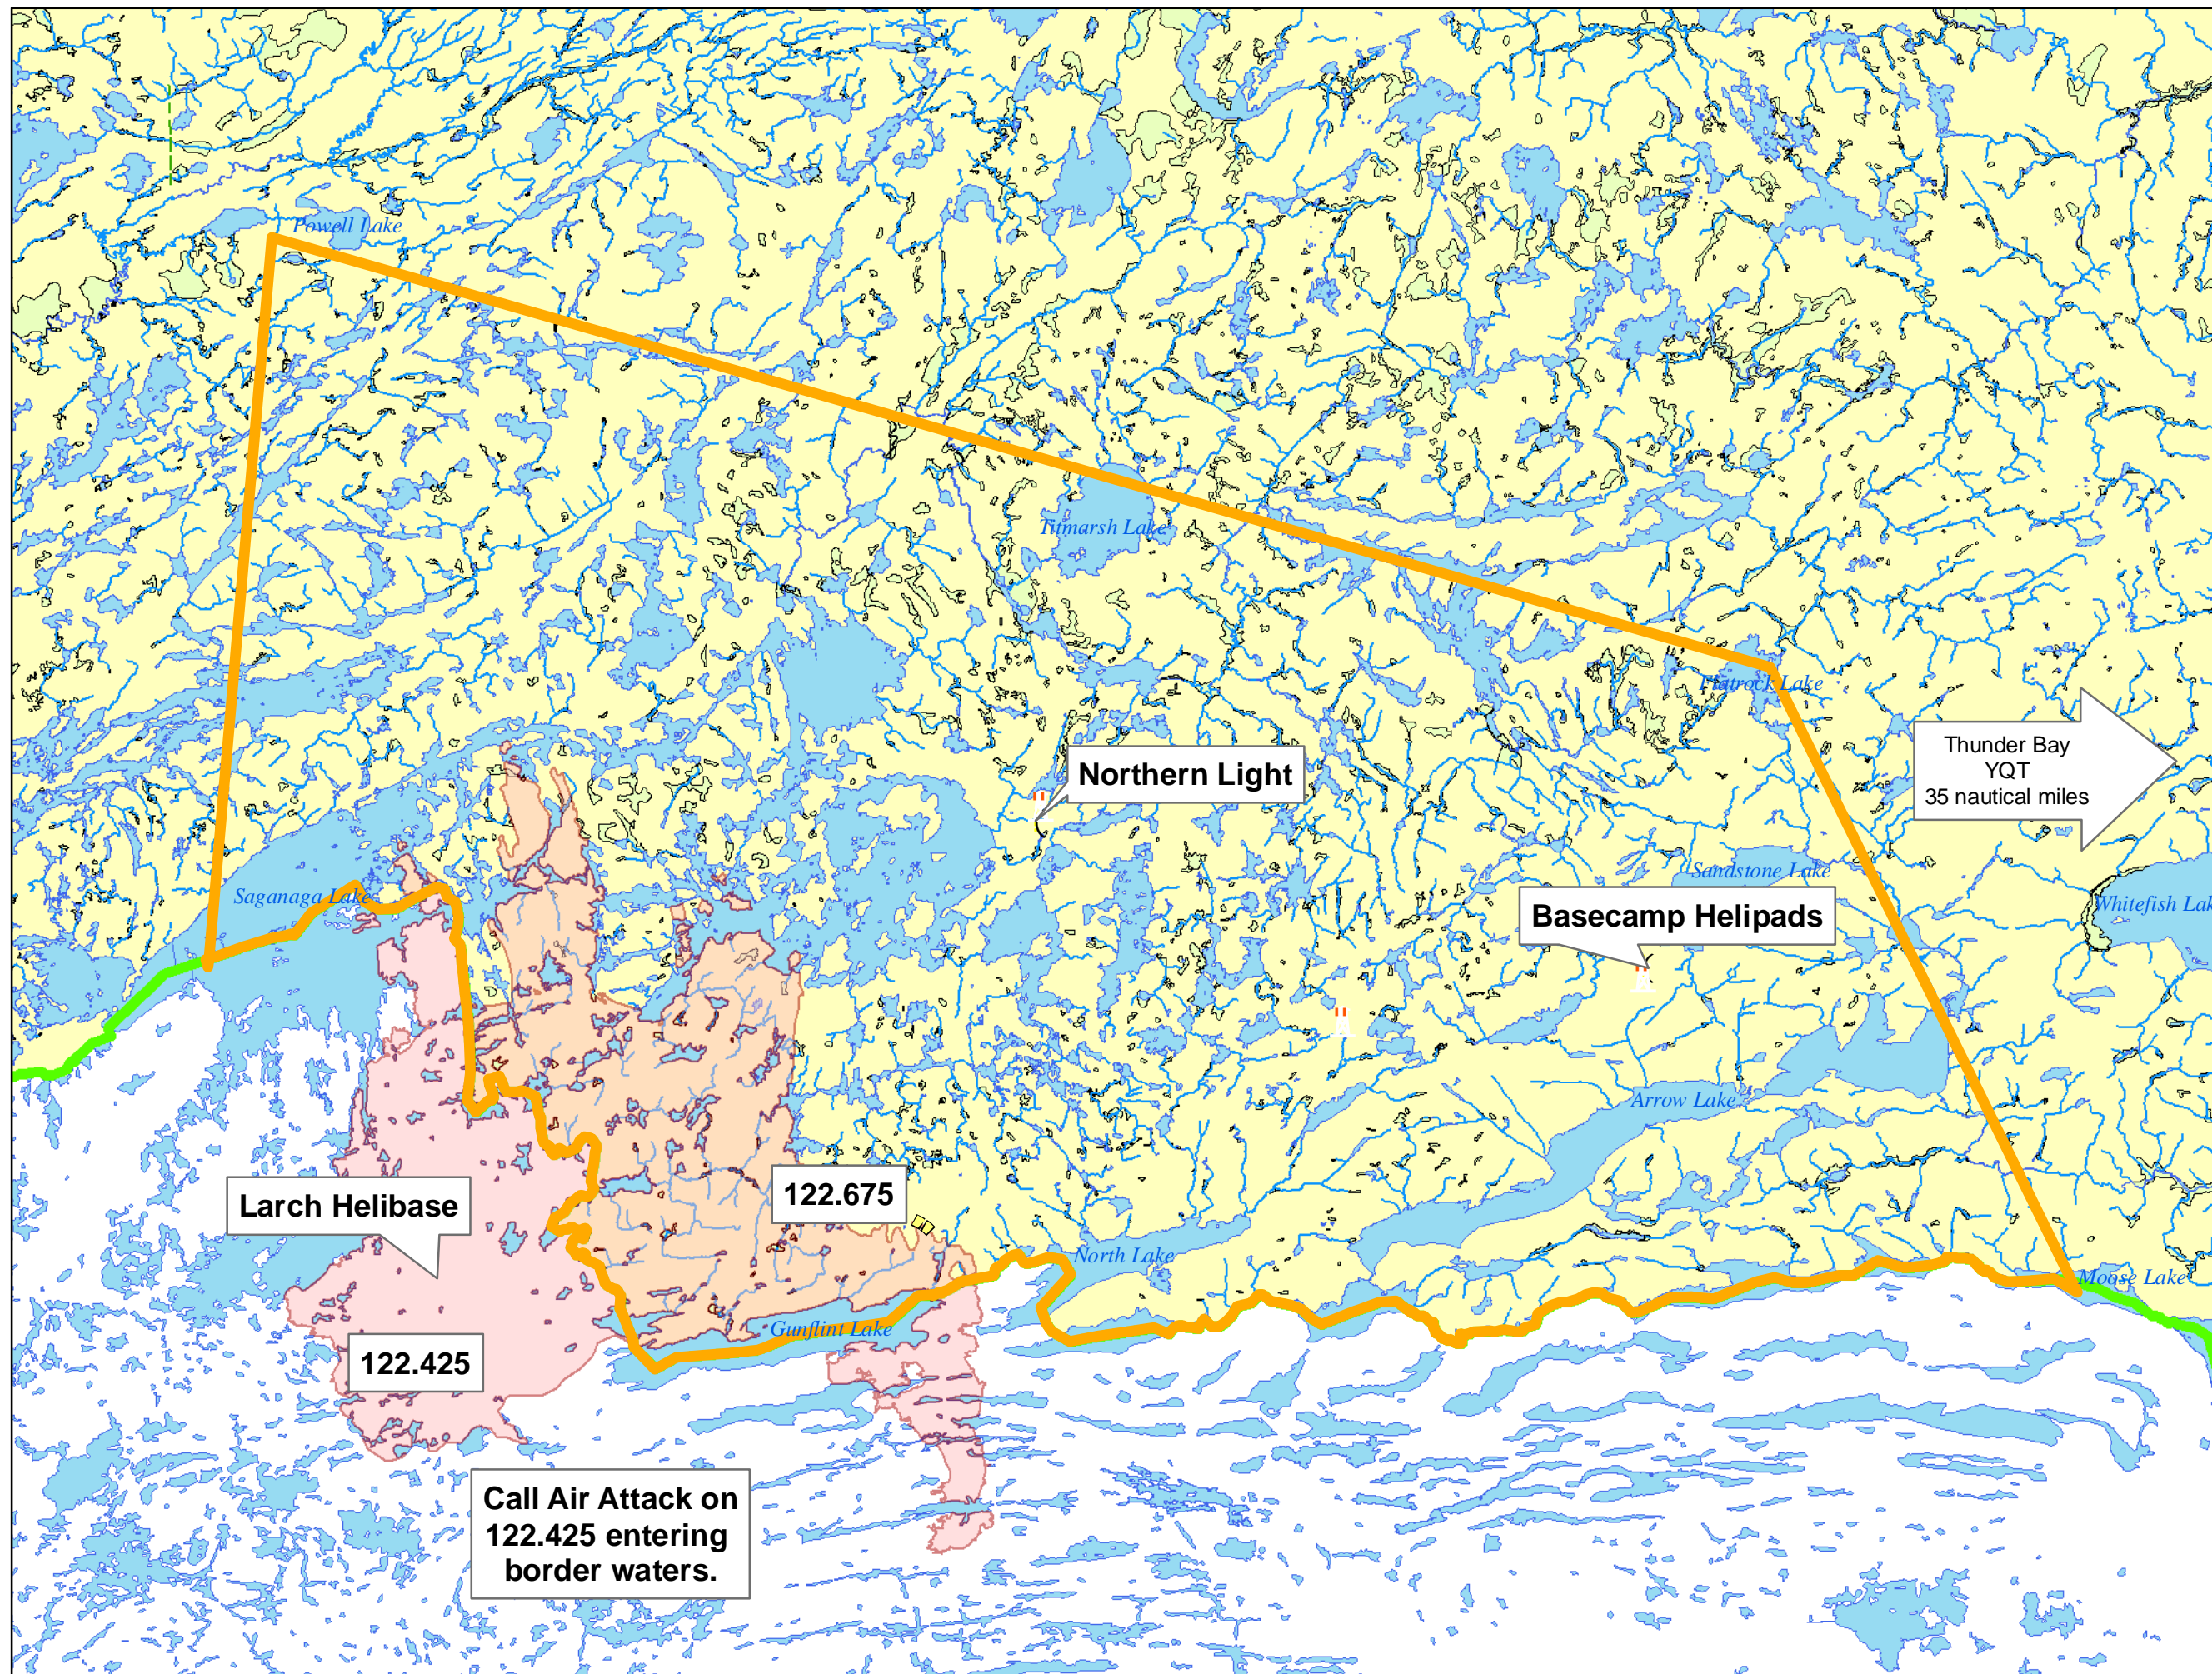 Powell Lake
Titmarsh Lake
Flatrock Lake
Thunder Bay
YQT
35 nautical miles
Northern Light
Sandstone Lake
Saganaga Lake
Basecamp Helipads
Whitefish Lak
Arrow Lake
Larch Helibase
122.675
North Lake
Moose Lake
Gunflint Lake
122.425
Call Air Attack on
122.425 entering
border waters.